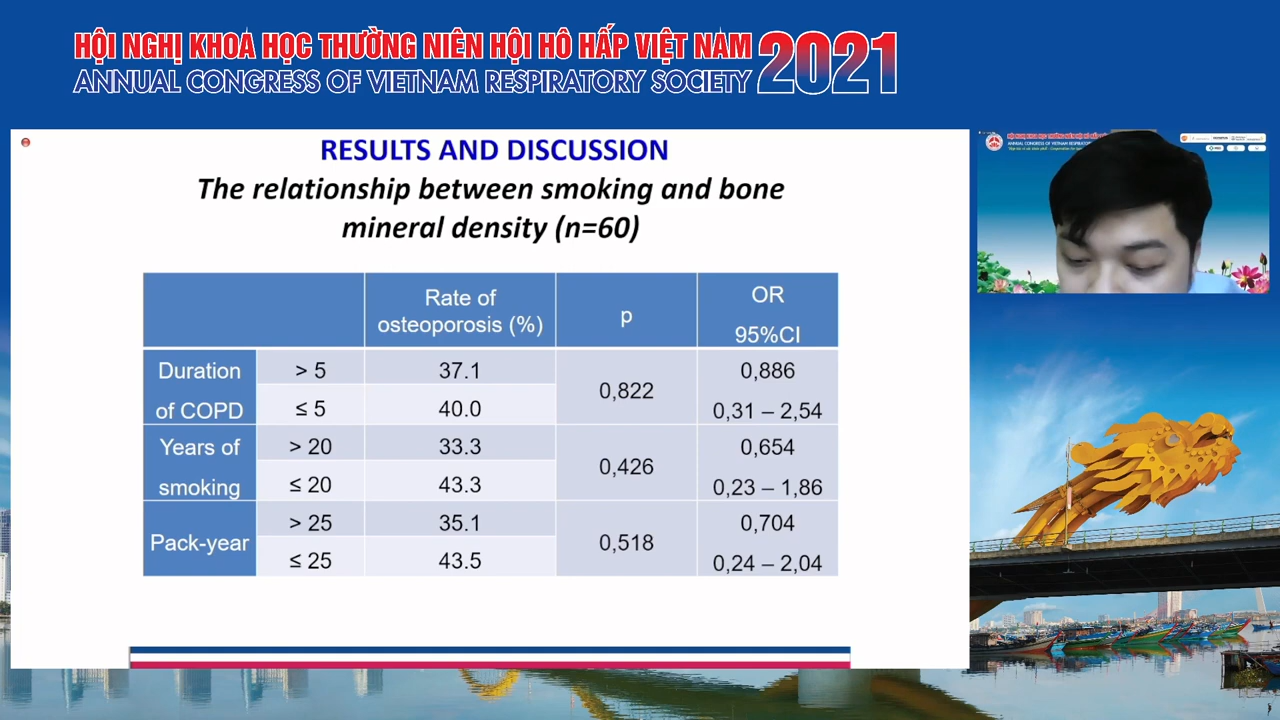 HỘI NGHỊ KHOA HỌC THƯỜNG NIÊN HỘI HÔ HẤP VIỆT NAM
ANNUAL CONGRESS OF VIETNAM RESPIRATORY SOCIETY
2021
RESULTS AND DISCUSSION
The relationship between smoking and bone
mineral density (n=60)
Rate of
osteoporosis (%)
p
OR
95%CI
Duration
of COPD
> 5
37.1
≤ 5
40.0
0,822
0,886
0,31 – 2,54
Years of
smoking
> 20
33.3
≤ 20
43.3
0,426
0,654
0,23 – 1,86
Pack-year
> 25
35.1
≤ 25
43.5
0,518
0,704
0,24 – 2,04